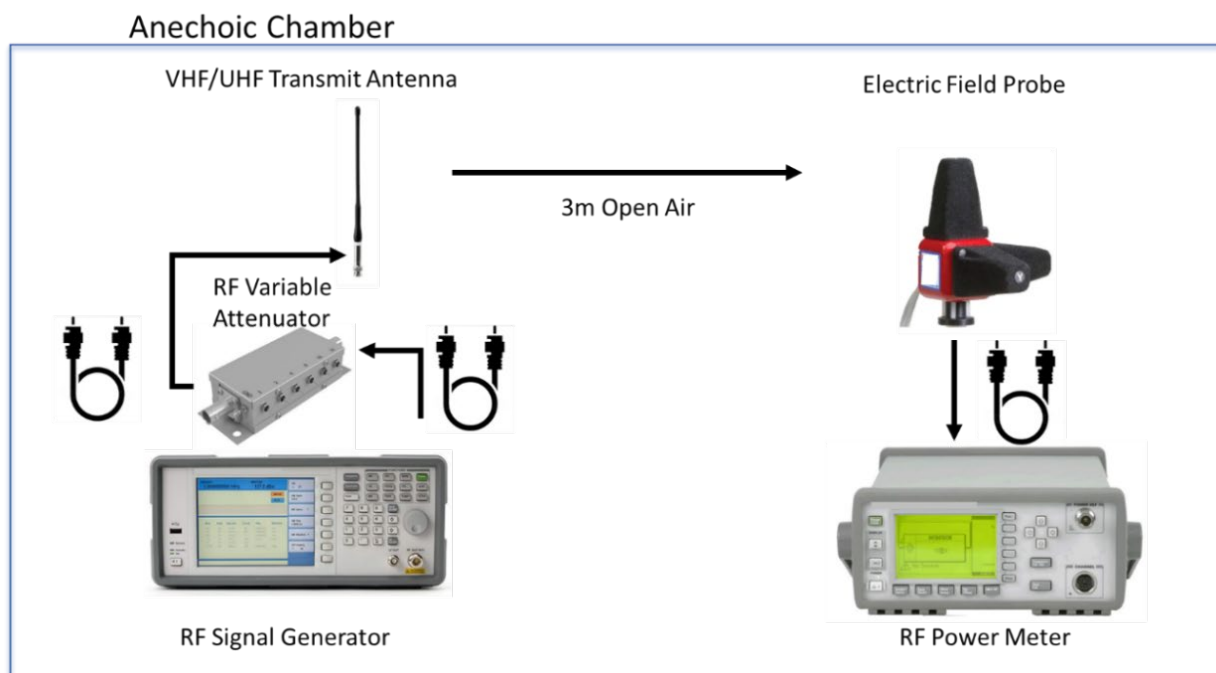 Anechoic Chamber
VHF/UHF Transmit Antenna
Electric Field Probe
3m Open Air
RF Variable
Attenuator
RF Signal Generator
RF Power Meter